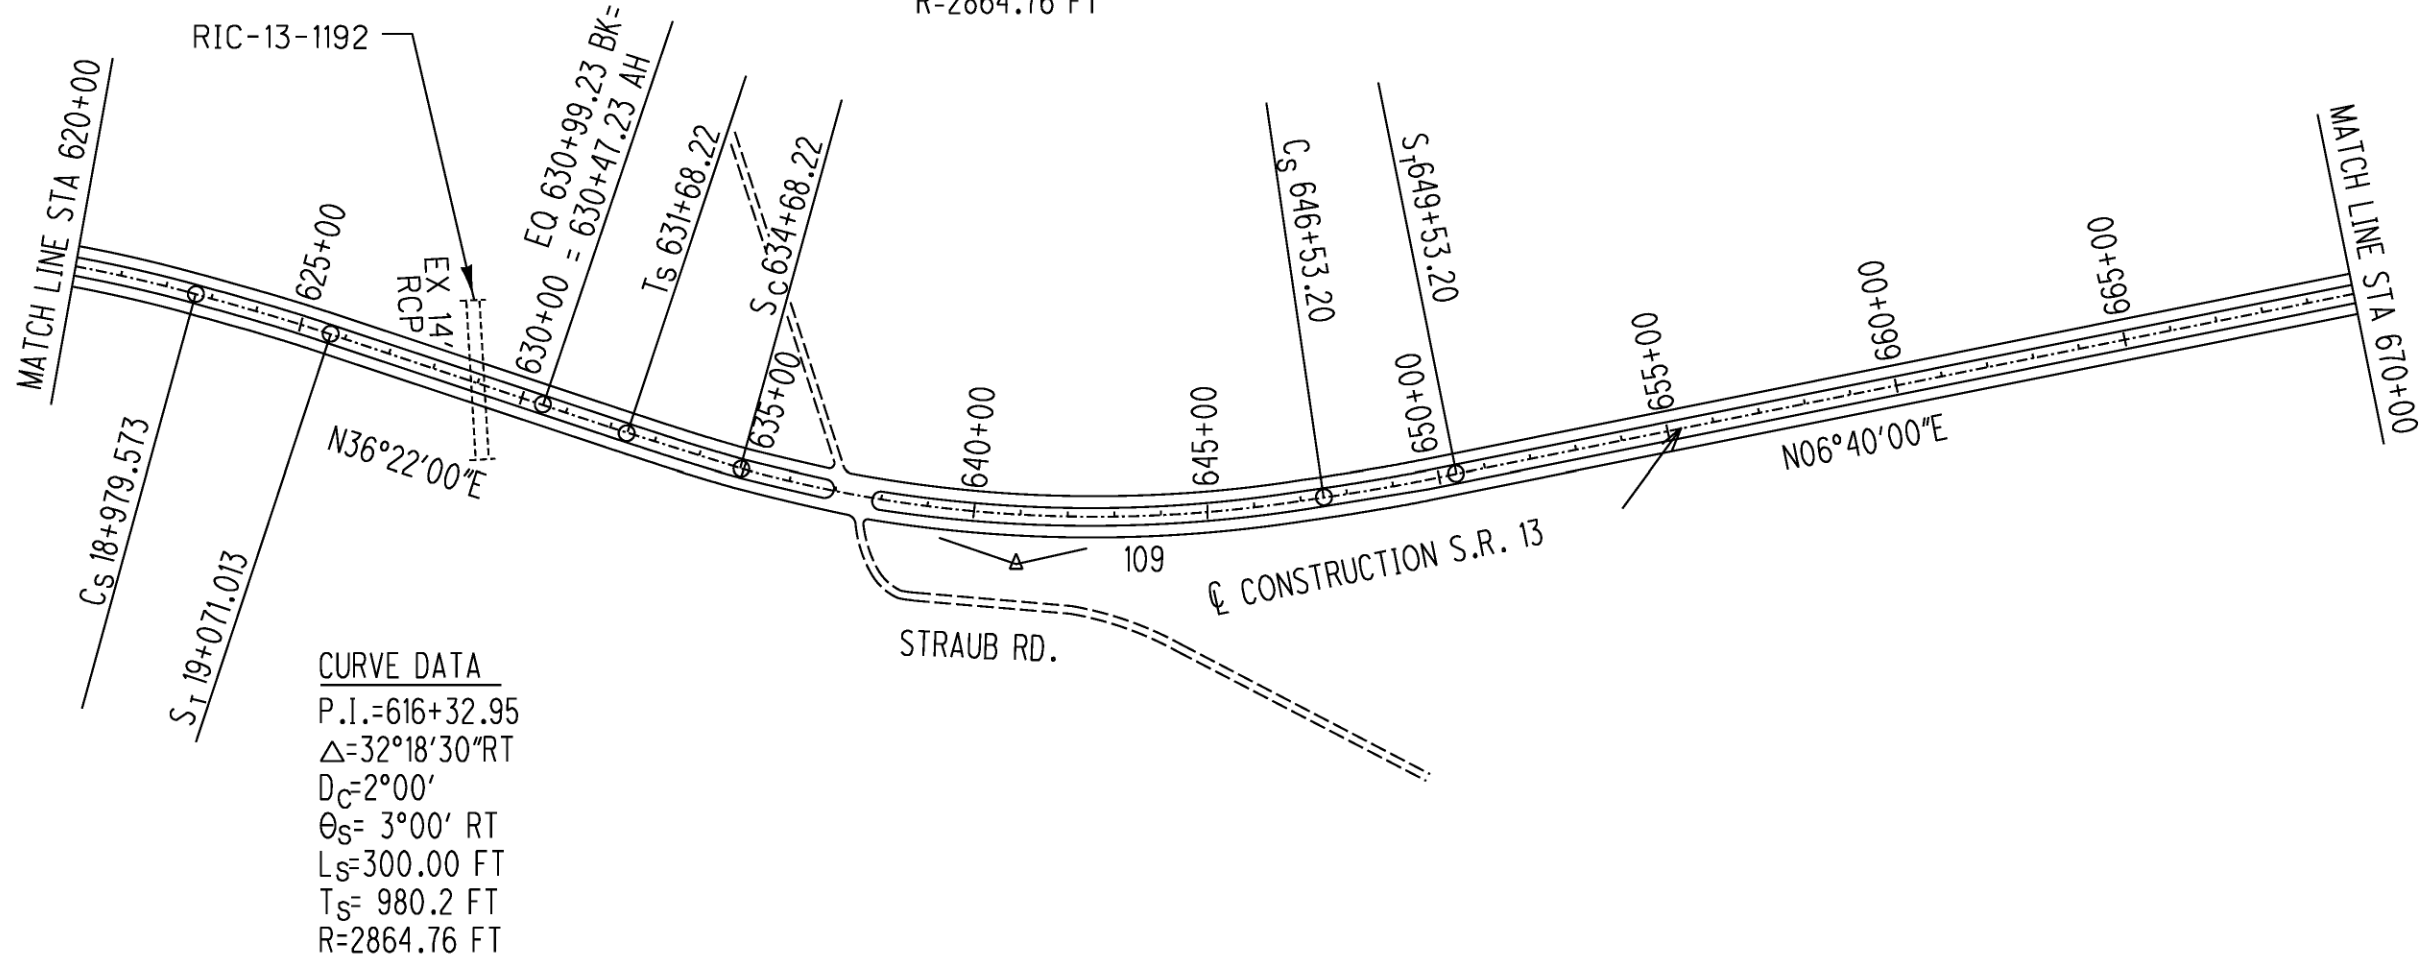 R=2864.76 FT
RIC-13-1192
MATCH LINE STA 620+00
625+00
EX 14'
RCP
630+00
EQ 630+99.23 BK=
= 630+47.23 AH
Ts 631+68.22
Sc 634+68.22
635+00
640+00
645+00
Cs 646+53.20
ST 649+53.20
650+00
655+00
660+00
665+00
MATCH LINE STA 670+00
N36°22'00"E
N06°40'00"E
Cs 18+979.573
ST 19+071.013
109
℄ CONSTRUCTION S.R. 13
STRAUB RD.
CURVE DATA
P.I.=616+32.95
△=32°18'30"RT
Dc=2°00'
θs= 3°00' RT
Ls=300.00 FT
Ts= 980.2 FT
R=2864.76 FT